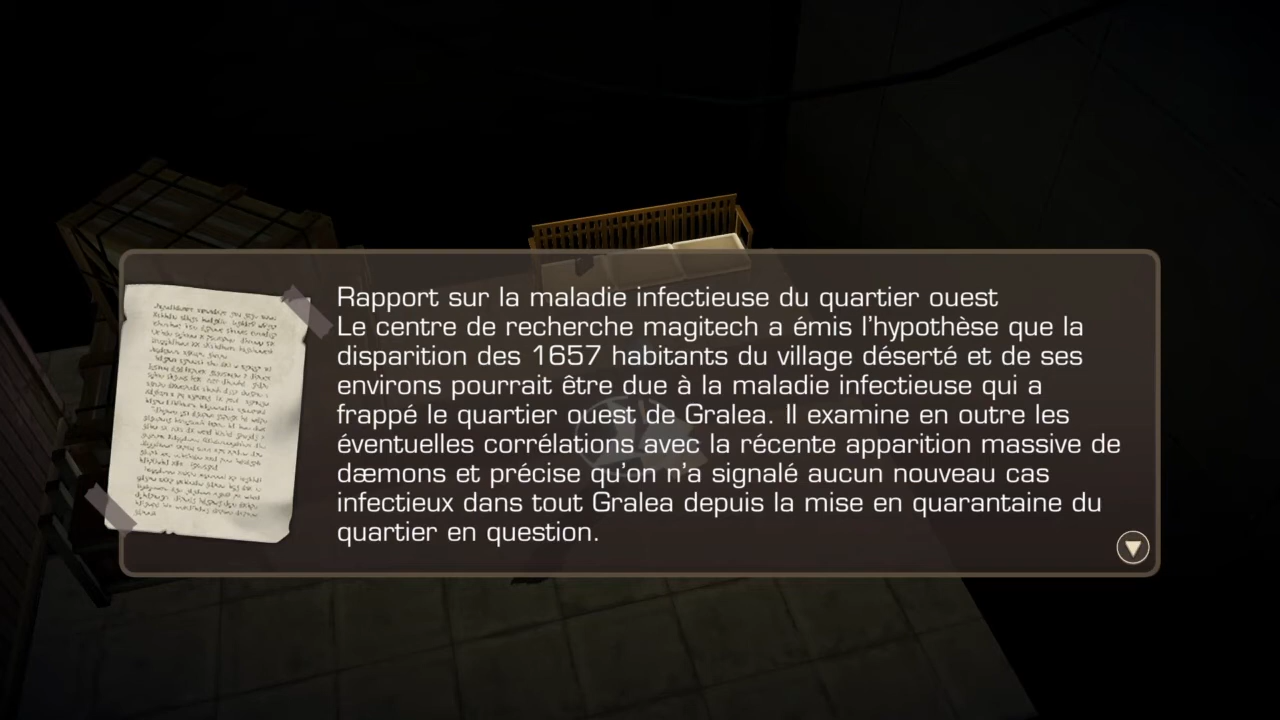 Rapport sur la maladie infectieuse du quartier ouest
Le centre de recherche magitech a émis l'hypothèse que la
disparition des 1657 habitants du village déserté et de ses
environs pourrait être due à la maladie infectieuse qui a
frappé le quartier ouest de Gralea. Il examine en outre les
éventuelles corrélations avec la récente apparition massive de
dæmons et précise qu'on n'a signalé aucun nouveau cas
infectieux dans tout Gralea depuis la mise en quarantaine du
quartier en question.